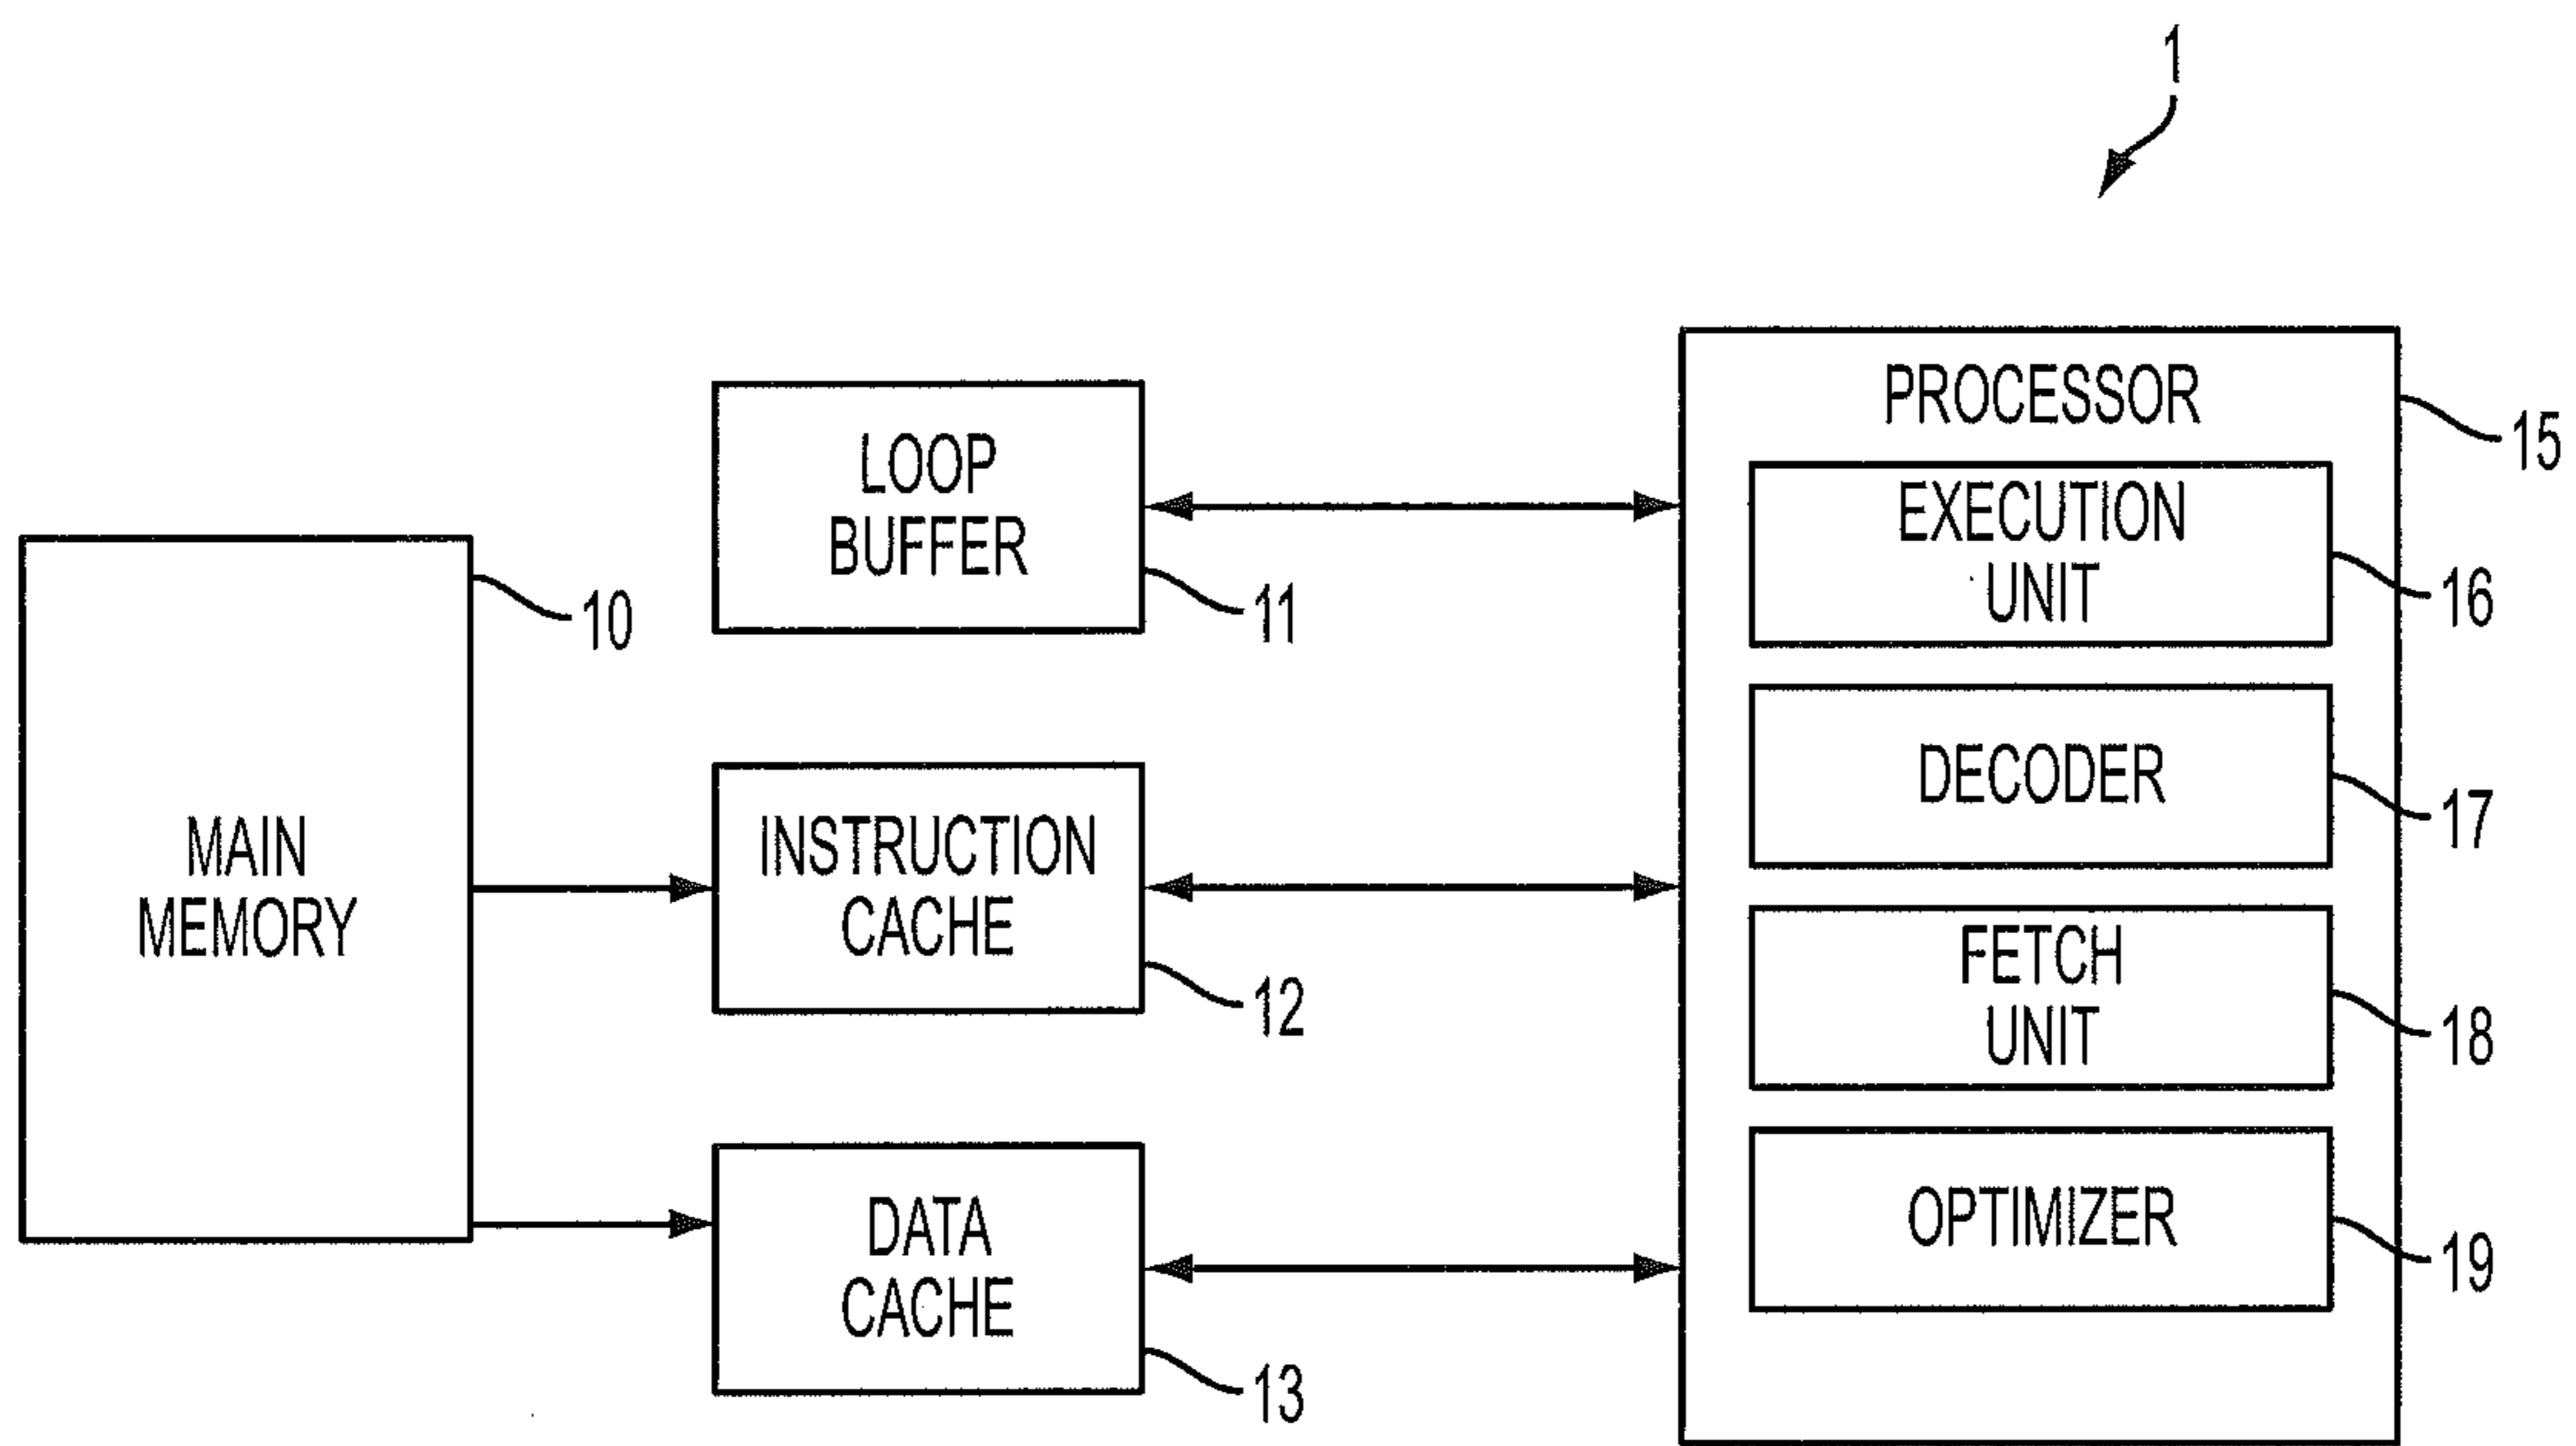 1
PROCESSOR
15
EXECUTION
UNIT
16
DECODER
17
FETCH
UNIT
18
OPTIMIZER
19
LOOP
BUFFER
11
INSTRUCTION
CACHE
12
DATA
CACHE
13
MAIN
MEMORY
10